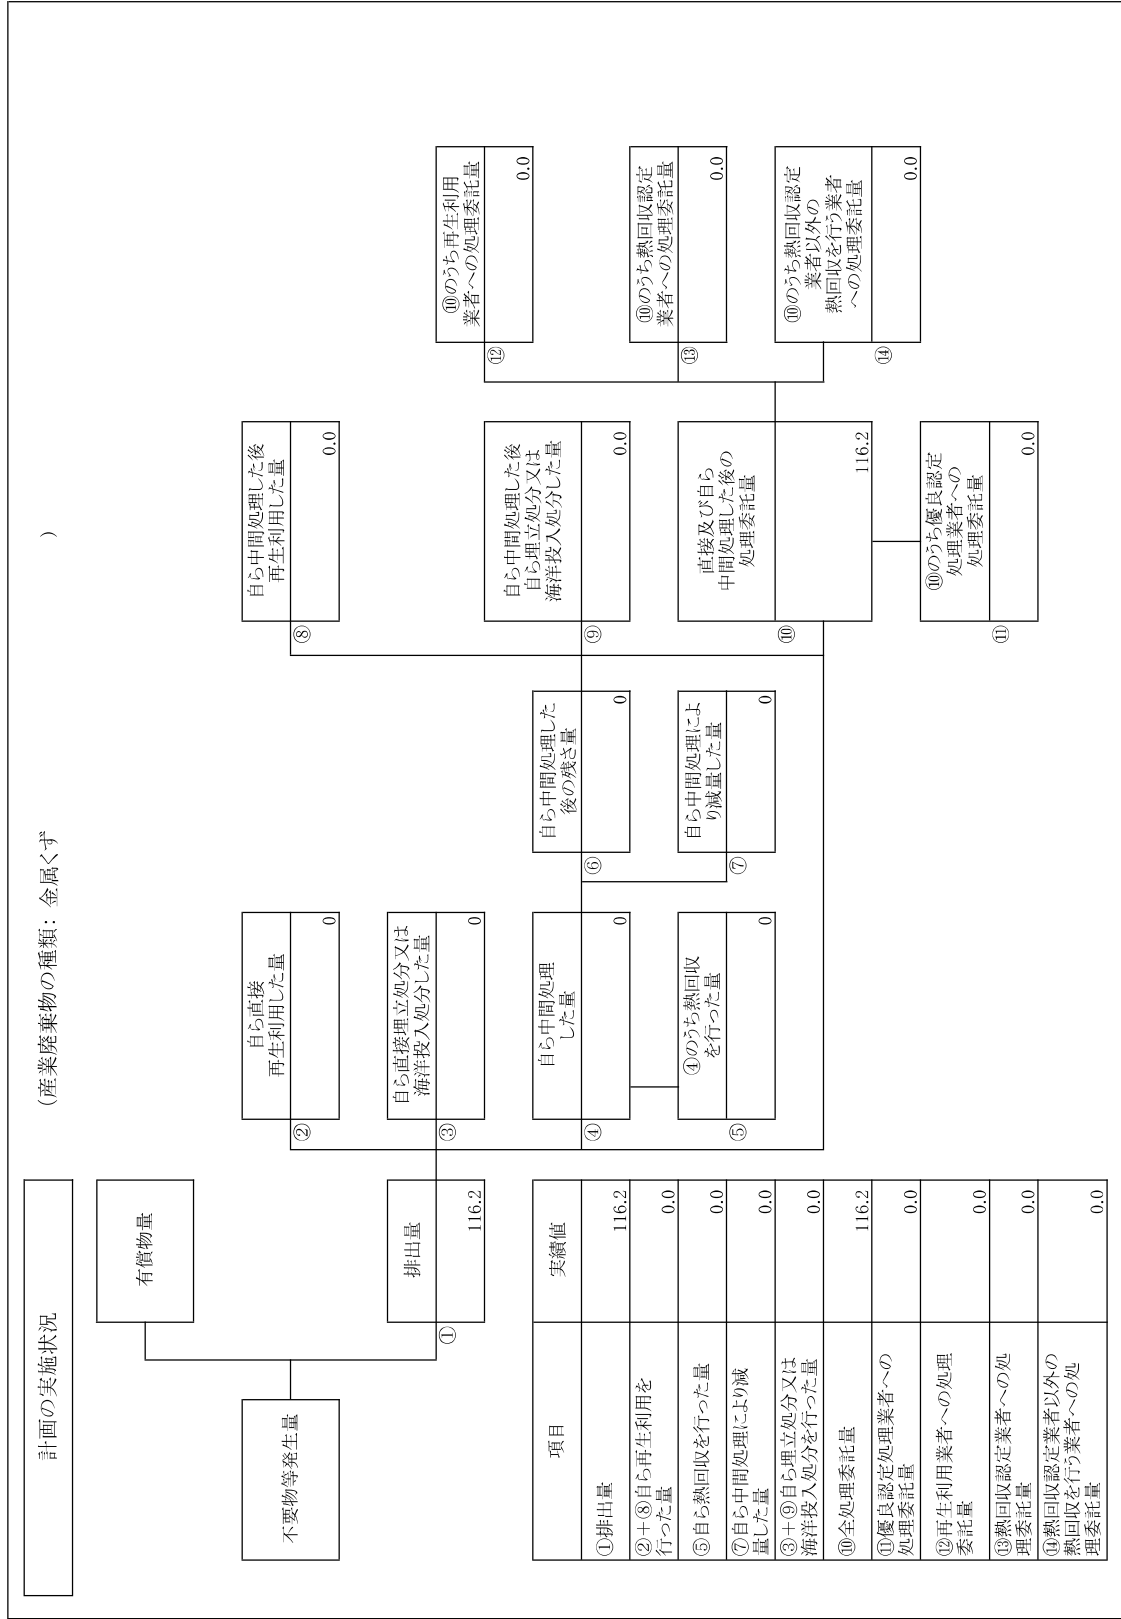 計画の実施状況
(産業廃棄物の種類： 金属くず )
不要物等発生量
有償物量
排出量
①
116.2
自ら直接
再生利用した量
②
0
自ら直接埋立処分又は
海洋投入処分した量
③
0
自ら中間処理
した量
④
0
④のうち熱回収
を行った量
⑤
0
自ら中間処理した
後の残さ量
⑥
0
自ら中間処理によ
り減量した量
⑦
0
自ら中間処理した後
再生利用した量
⑧
0.0
自ら中間処理した後
自ら埋立処分又は
海洋投入処分した量
⑨
0.0
直接及び自ら
中間処理した後の
処理委託量
⑩
116.2
⑩のうち優良認定
処理業者への
処理委託量
⑪
0.0
⑩のうち再生利用
業者への処理委託量
⑫
0.0
⑩のうち熱回収認定
業者への処理委託量
⑬
0.0
⑩のうち熱回収認定
業者以外の
熱回収を行う業者
への処理委託量
⑭
0.0
項目 実績値
①排出量 116.2
②＋⑧自ら再生利用を
行った量 0.0
⑤自ら熱回収を行った量 0.0
⑦自ら中間処理により減
量した量 0.0
③＋⑨自ら埋立処分又は
海洋投入処分を行った量 0.0
⑩全処理委託量 116.2
⑪優良認定処理業者への
処理委託量 0.0
⑫再生利用業者への処理
委託量 0.0
⑬熱回収認定業者への処
理委託量 0.0
⑭熱回収認定業者以外の
熱回収を行う業者への処
理委託量 0.0